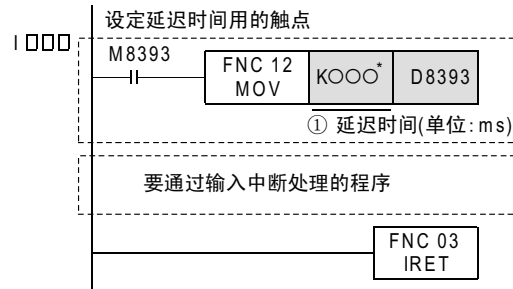 设定延迟时间用的触点
I□□□
M8393
FNC 12
MOV
K○○○*
D8393
① 延迟时间(单位:ms)
要通过输入中断处理的程序
FNC 03
IRET